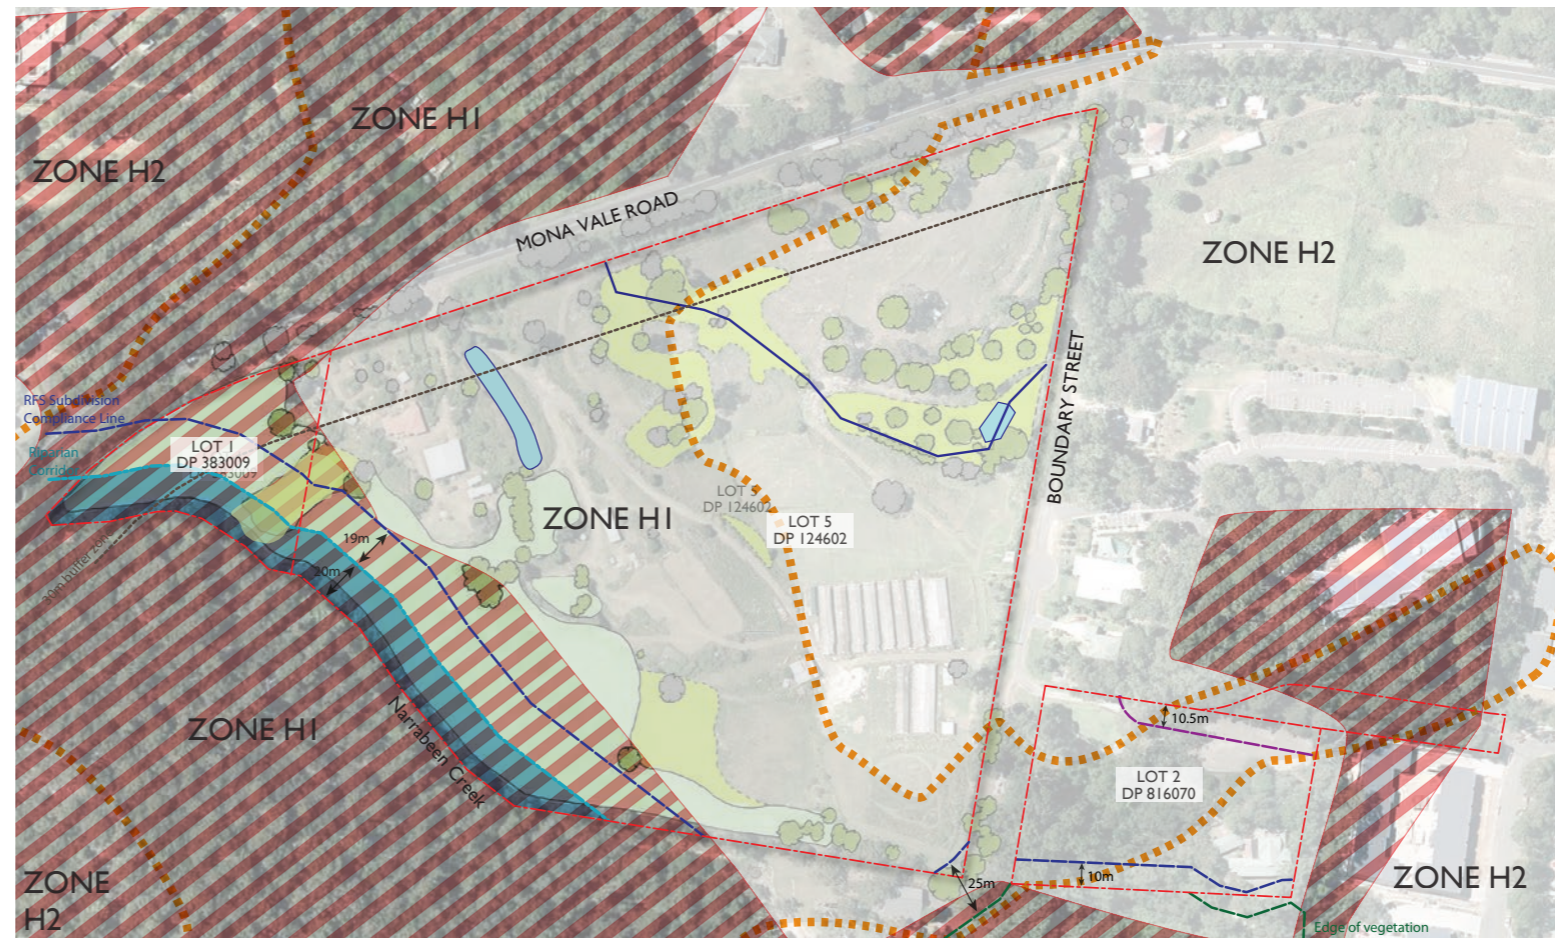 ZONE H1
ZONE H2
MONA VALE ROAD
ZONE H2
RFS Subdivision
Compliance Line
LOT 1
DP 383009
Riparian
Corridor
BOUNDARY STREET
LOT 5
DP 124602
ZONE H1
LOT 5
DP 124602
19m
20m
30m buffer zone
ZONE H1
Narrabeen Creek
10.5m
LOT 2
DP 816070
10m
25m
ZONE
H2
ZONE H2
Edge of vegetation